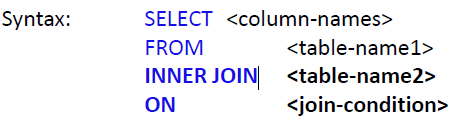 Syntax: SELECT <column-names>
FROM <table-name1>
INNER JOIN <table-name2>
ON <join-condition>